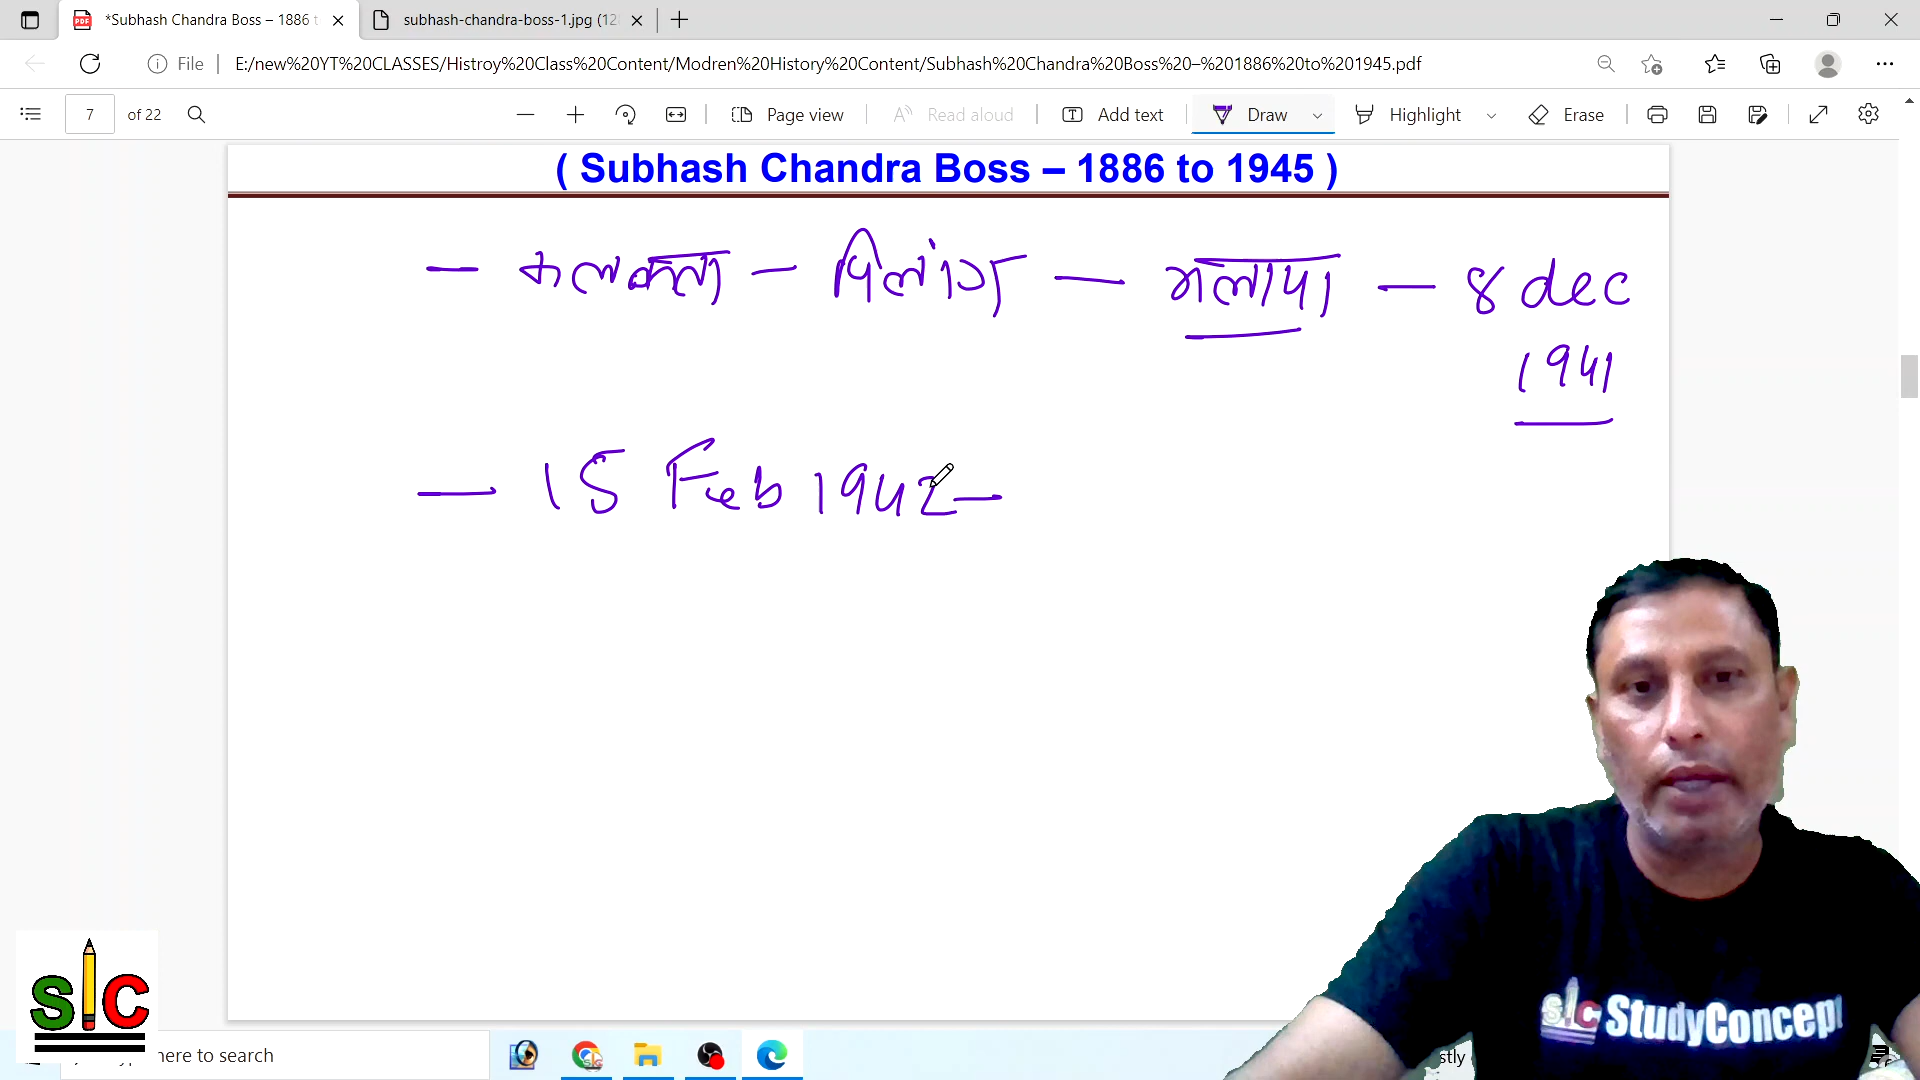 *Subhash Chandra Boss – 1886 t
subhash-chandra-boss-1.jpg (12
File
E:/new%20YT%20CLASSES/Histroy%20Class%20Content/Modren%20History%20Content/Subhash%20Chandra%20Boss%20–%201886%20to%201945.pdf
7 of 22
Page view
Read aloud
Add text
Draw
Highlight
Erase
( Subhash Chandra Boss – 1886 to 1945 )
— कलकत्ता — — मलाया — 8 dec
1941
— 15 Feb 1942 —
SIC
StudyConcept
here to search
stly